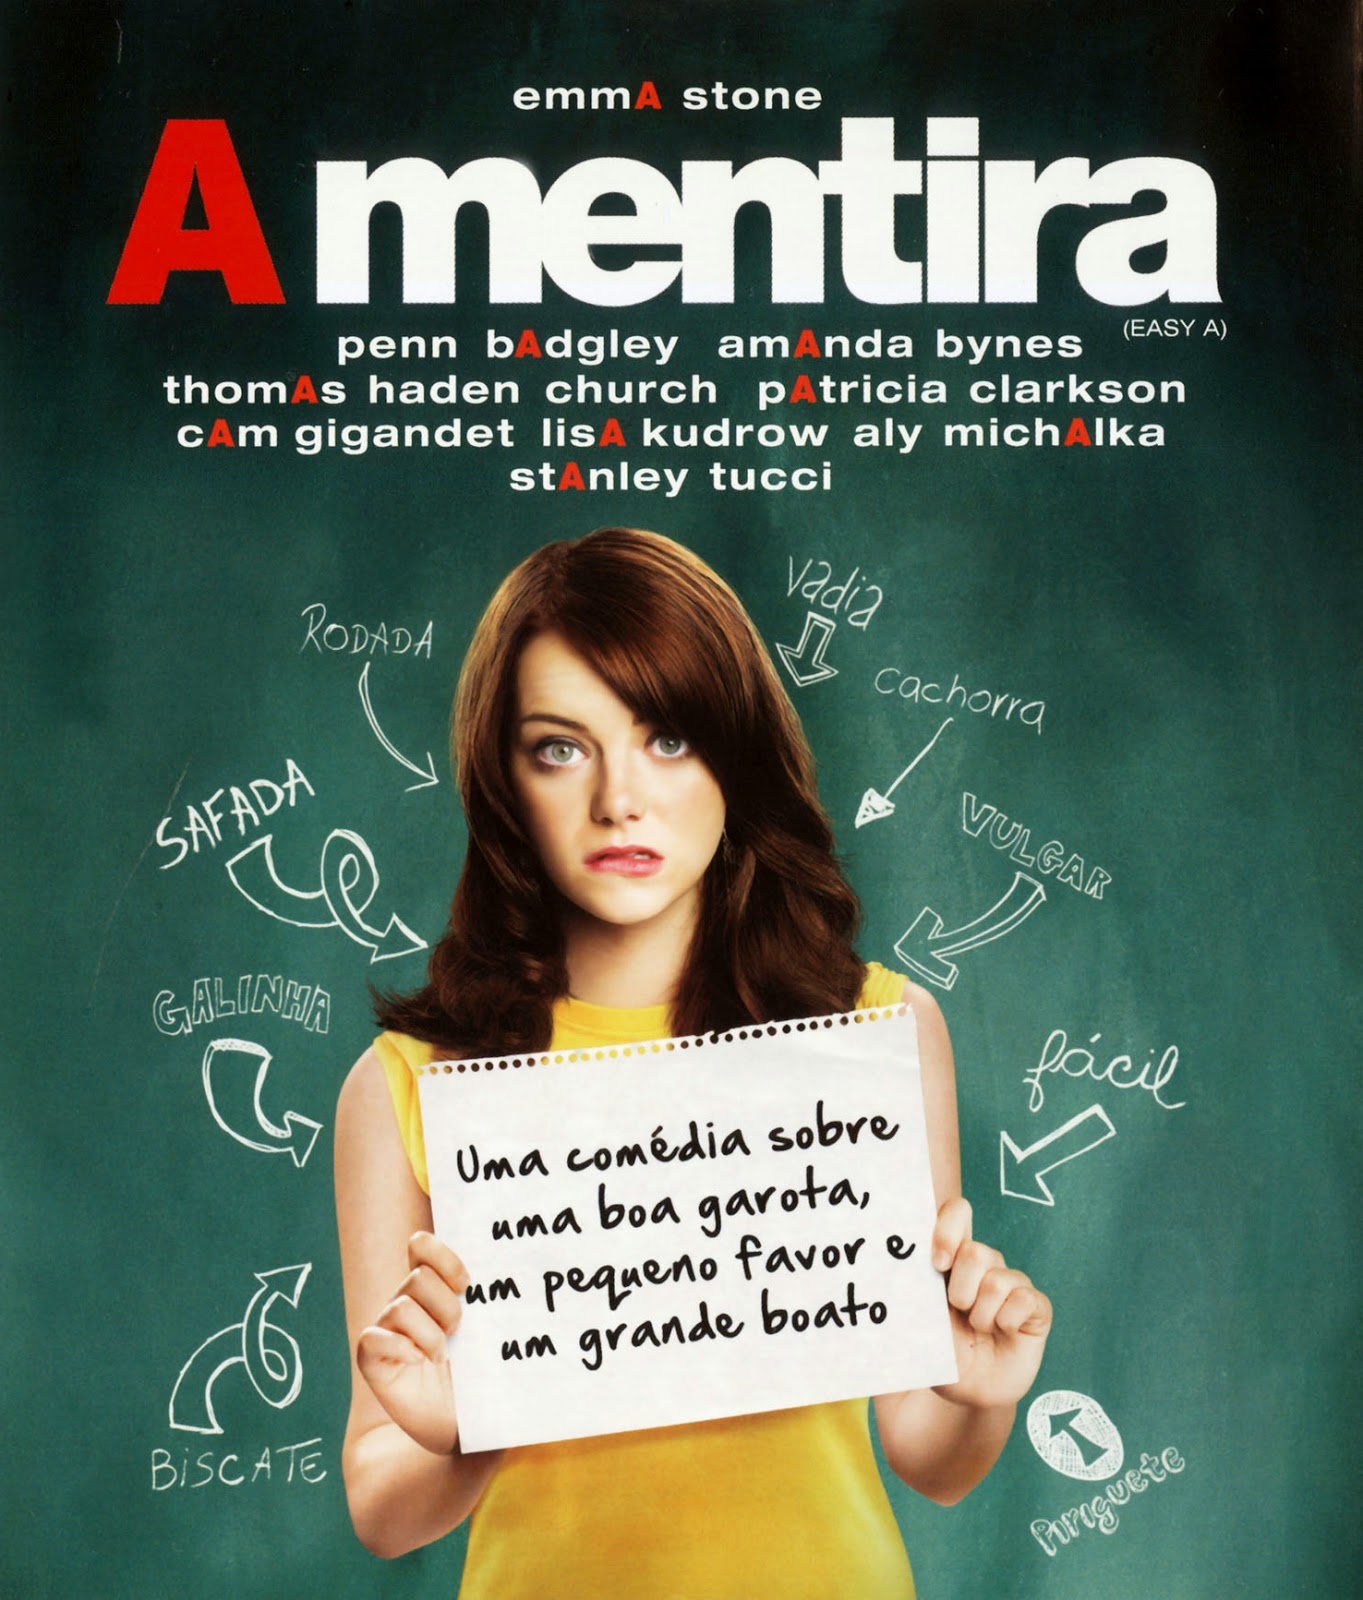 emmA stone
A mentira
(EASY A)
penn bAdgley amAnda bynes
thomAs haden church pAtricia clarkson
cAm gigandet lisA kudrow aly michAlka
stAnley tucci
vadia
RODADA
cachorra
SAFADA
VULGAR
GALINHA
fácil
Uma comédia sobre
uma boa garota,
um pequeno favor e
um grande boato
BiSCATE
Piriguete